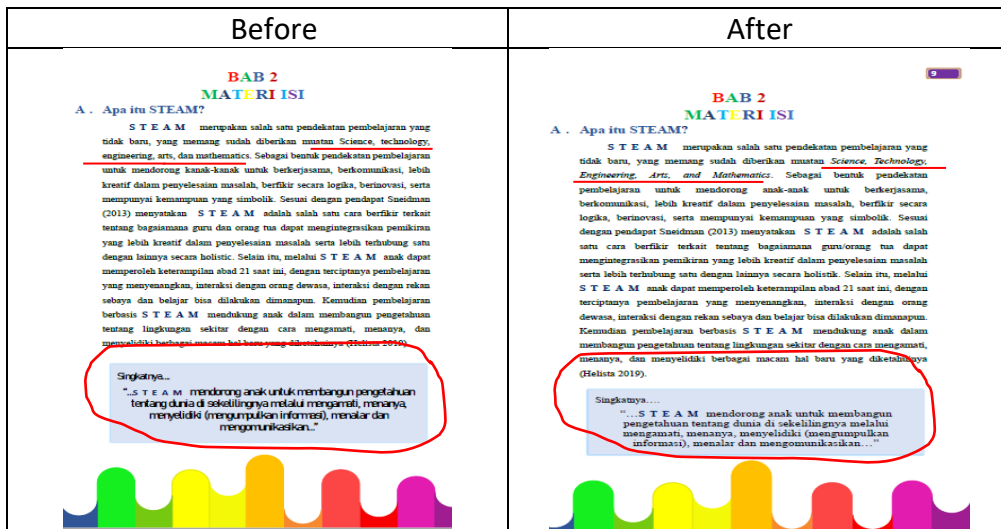 Before
After
BAB 2
MATERI ISI
A . Apa itu STEAM?
S T E A M merupakan salah satu pendekatan pembelajaran yang
tidak baru, yang memang sudah diberikan muatan Science, technology,
engineering, arts, dan mathematics. Sebagai bentuk pendekatan pembelajaran
untuk mendorong kanak-kanak untuk berkerjasama, berkomunikasi, lebih
kreatif dalam penyelesaian masalah, berfikir secara logika, berinovasi, serta
mempunyai kemampuan yang simbolik. Sesuai dengan pendapat Sneidman
(2013) menyatakan S T E A M adalah salah satu cara berfikir terkait
tentang bagaiamana guru dan orang tua dapat mengintegrasikan pemikiran
yang lebih kreatif dalam penyelesaian masalah serta lebih terhubung satu
dengan lainnya secara holistic. Selain itu, melalui S T E A M anak dapat
memperoleh keterampilan abad 21 saat ini, dengan terciptanya pembelajaran
yang menyenangkan, interaksi dengan orang dewasa, interaksi dengan rekan
sebaya dan belajar bisa dilakukan dimanapun. Kemudian pembelajaran
berbasis S T E A M mendukung anak dalam membangun pengetahuan
tentang lingkungan sekitar dengan cara mengamati, menanya, dan
menyelidiki berbagai macam hal baru yang diketahuinya (Helista 2019)
Singkatnya...
"...S T E A M mendorong anak untuk membangun pengetahuan
tentang dunia di sekelilingnya melalui mengamati, menanya,
menyelidiki (mengumpulkan informasi), menalar dan
mengomunikasikan..."
9
BAB 2
MATERI ISI
A . Apa itu STEAM?
S T E A M merupakan salah satu pendekatan pembelajaran yang
tidak baru, yang memang sudah diberikan muatan Science, Technology,
Engineering, Arts, and Mathematics. Sebagai bentuk pendekatan
pembelajaran untuk mendorong anak-anak untuk berkerjasama,
berkomunikasi, lebih kreatif dalam penyelesaian masalah, berfikir secara
logika, berinovasi, serta mempunyai kemampuan yang simbolik. Sesuai
dengan pendapat Sneidman (2013) menyatakan S T E A M adalah salah
satu cara berfikir terkait tentang bagaiamana guru/orang tua dapat
mengintegrasikan pemikiran yang lebih kreatif dalam penyelesaian masalah
serta lebih terhubung satu dengan lainnya secara holistik. Selain itu, melalui
S T E A M anak dapat memperoleh keterampilan abad 21 saat ini, dengan
terciptanya pembelajaran yang menyenangkan, interaksi dengan orang
dewasa, interaksi dengan rekan sebaya dan belajar bisa dilakukan dimanapun.
Kemudian pembelajaran berbasis S T E A M mendukung anak dalam
membangun pengetahuan tentang lingkungan sekitar dengan cara mengamati,
menanya, dan menyelidiki berbagai macam hal baru yang diketahuinya
(Helista 2019).
Singkatnya....
"...S T E A M mendorong anak untuk membangun
pengetahuan tentang dunia di sekelilingnya melalui
mengamati, menanya, menyelidiki (mengumpulkan
informasi), menalar dan mengomunikasikan..."